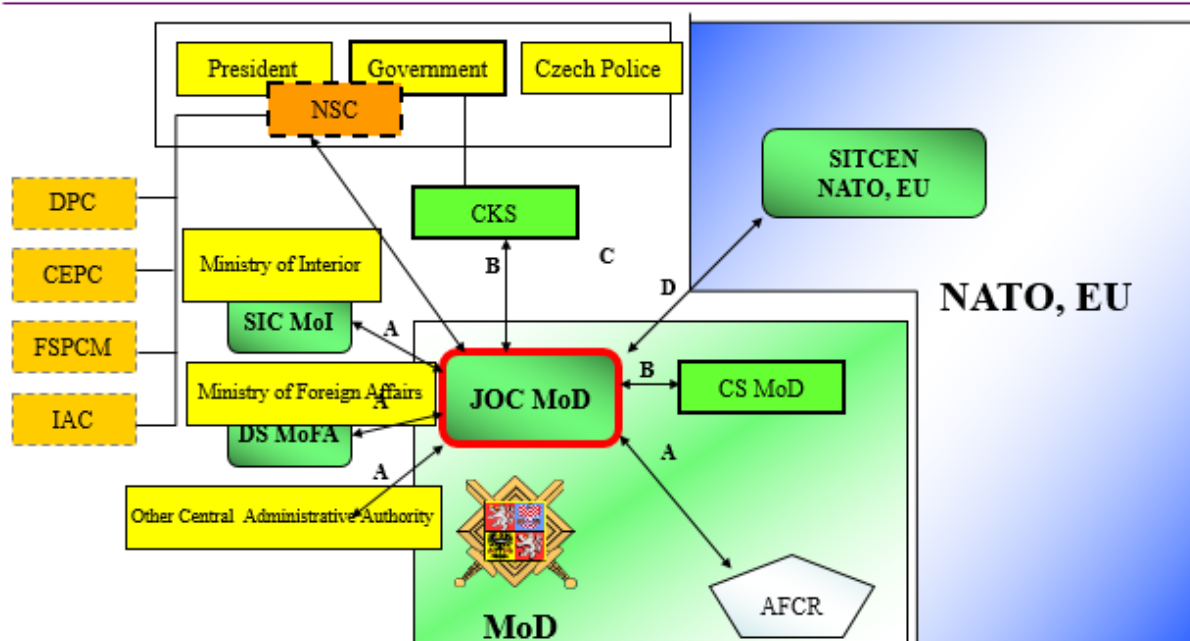 President
Government
Czech Police
NSC
SITCEN
NATO, EU
DPC
CKS
CEPC
Ministry of Interior
B
C
D
NATO, EU
SIC MoI
A
FSPCM
Ministry of Foreign Affairs
A
JOC MoD
B
CS MoD
IAC
DS MoFA
A
A
Other Central Administrative Authority
AFCR
MoD